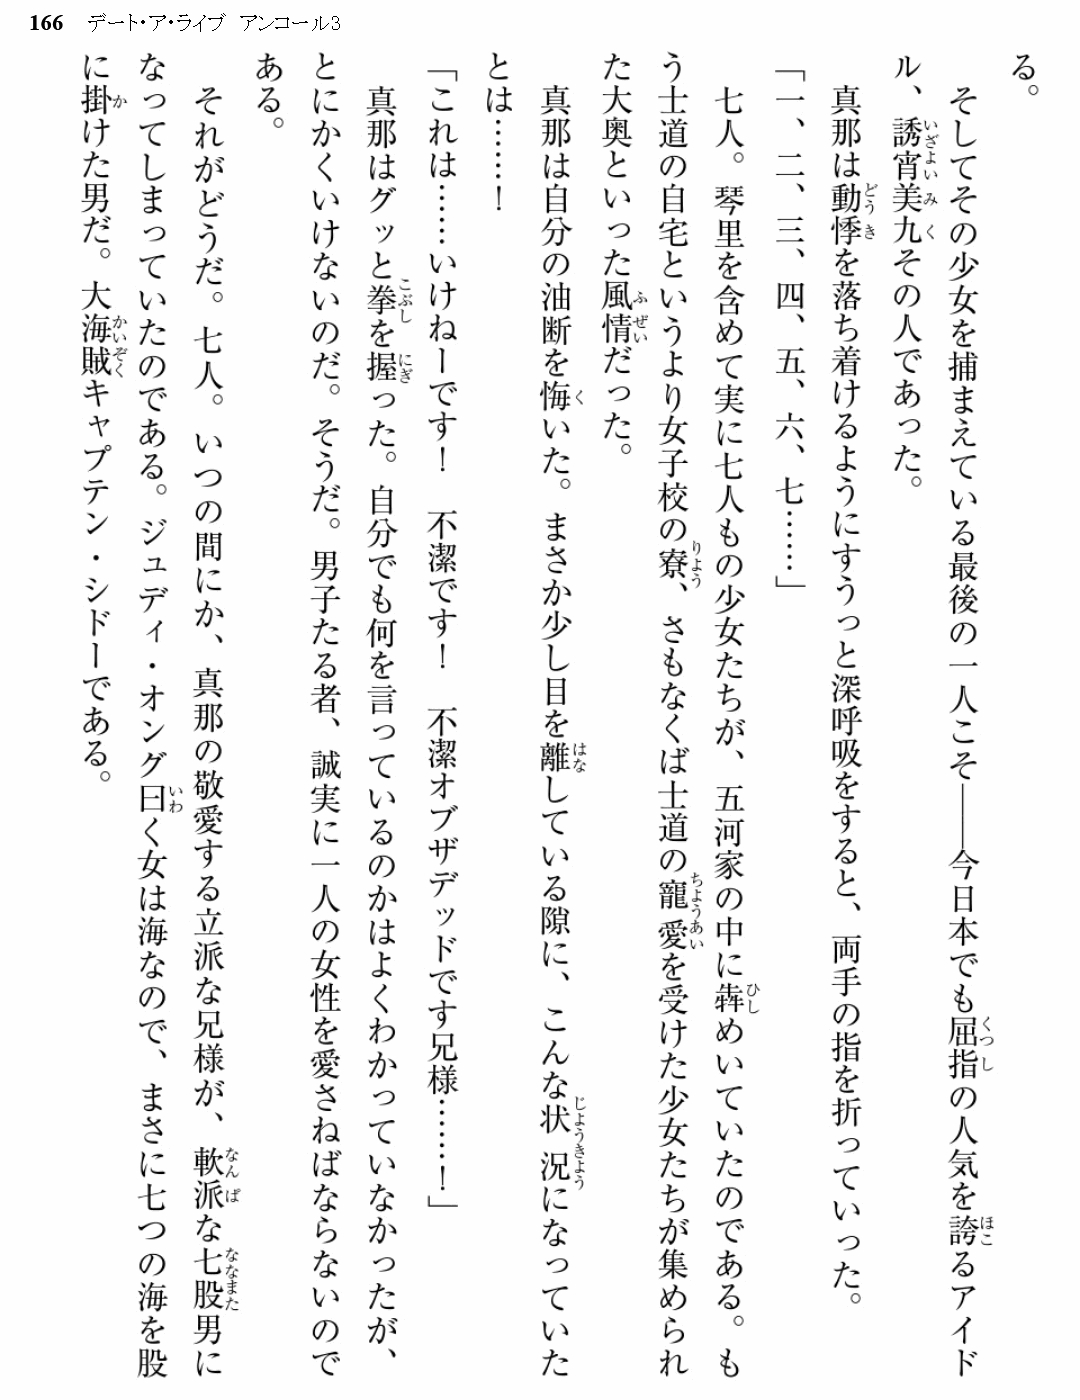 166 デート・ア・ライブ アンコール3
る。
　そしてその少女を捕まえている最後の一人こそ――今日本でも屈指の人気を誇るアイド
ル、誘宵美九その人であった。
　真那は動悸を落ち着けるようにすうっと深呼吸をすると、両手の指を折っていった。
「一、二、三、四、五、六、七……」
　七人。琴里を含めて実に七人もの少女たちが、五河家の中に犇めいていたのである。も
う士道の自宅というより女子校の寮、さもなくば士道の寵愛を受けた少女たちが集められ
た大奥といった風情だった。
　真那は自分の油断を悔いた。まさか少し目を離している隙に、こんな状況になっていた
とは……！
「これは……いけねーです！　不潔です！　不潔オブザデッドです兄様……！」
　真那はグッと拳を握った。自分でも何を言っているのかはよくわかっていなかったが、
とにかくいけないのだ。そうだ。男子たる者、誠実に一人の女性を愛さねばならないので
ある。
　それがどうだ。七人。いつの間にか、真那の敬愛する立派な兄様が、軟派な七股男に
なってしまっていたのである。ジュディ・オング曰く女は海なので、まさに七つの海を股
に掛けた男だ。大海賊キャプテン・シドーである。